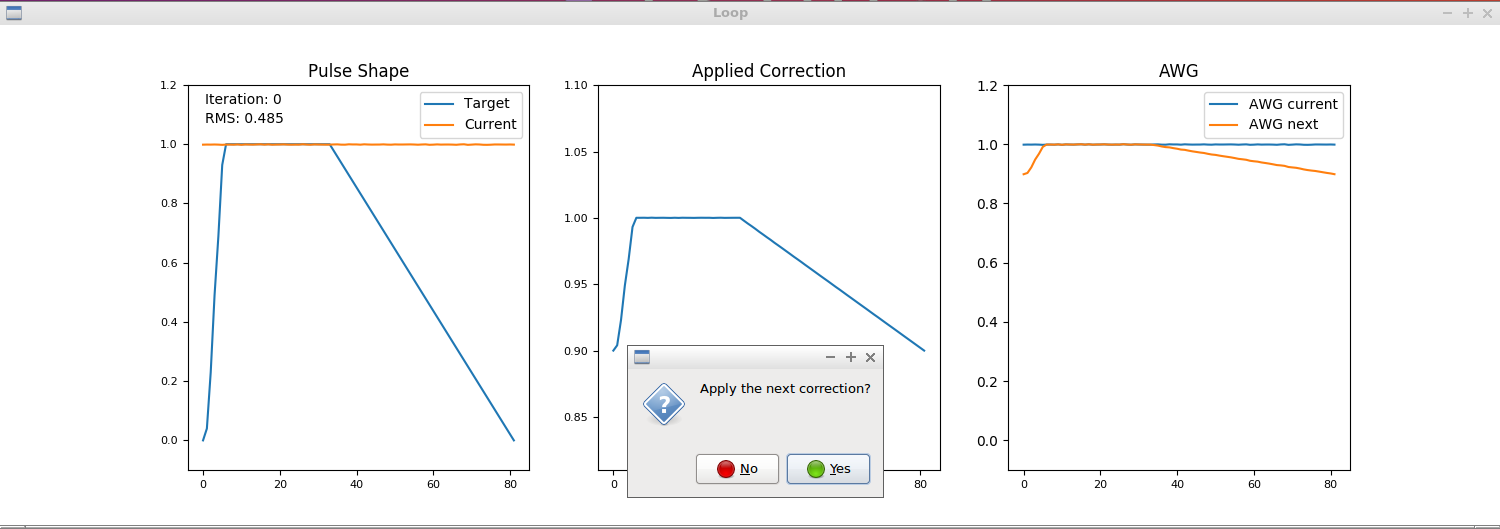 Loop
Pulse Shape
Iteration: 0
RMS: 0.485
Target
Current
1.2
1.0
0.8
0.6
0.4
0.2
0.0
0 20 40 60 80
Applied Correction
1.10
1.05
1.00
0.95
0.90
0.85
0 80
AWG
AWG current
AWG next
1.2
1.0
0.8
0.6
0.4
0.2
0.0
0 20 40 60 80
Apply the next correction?
?
No Yes